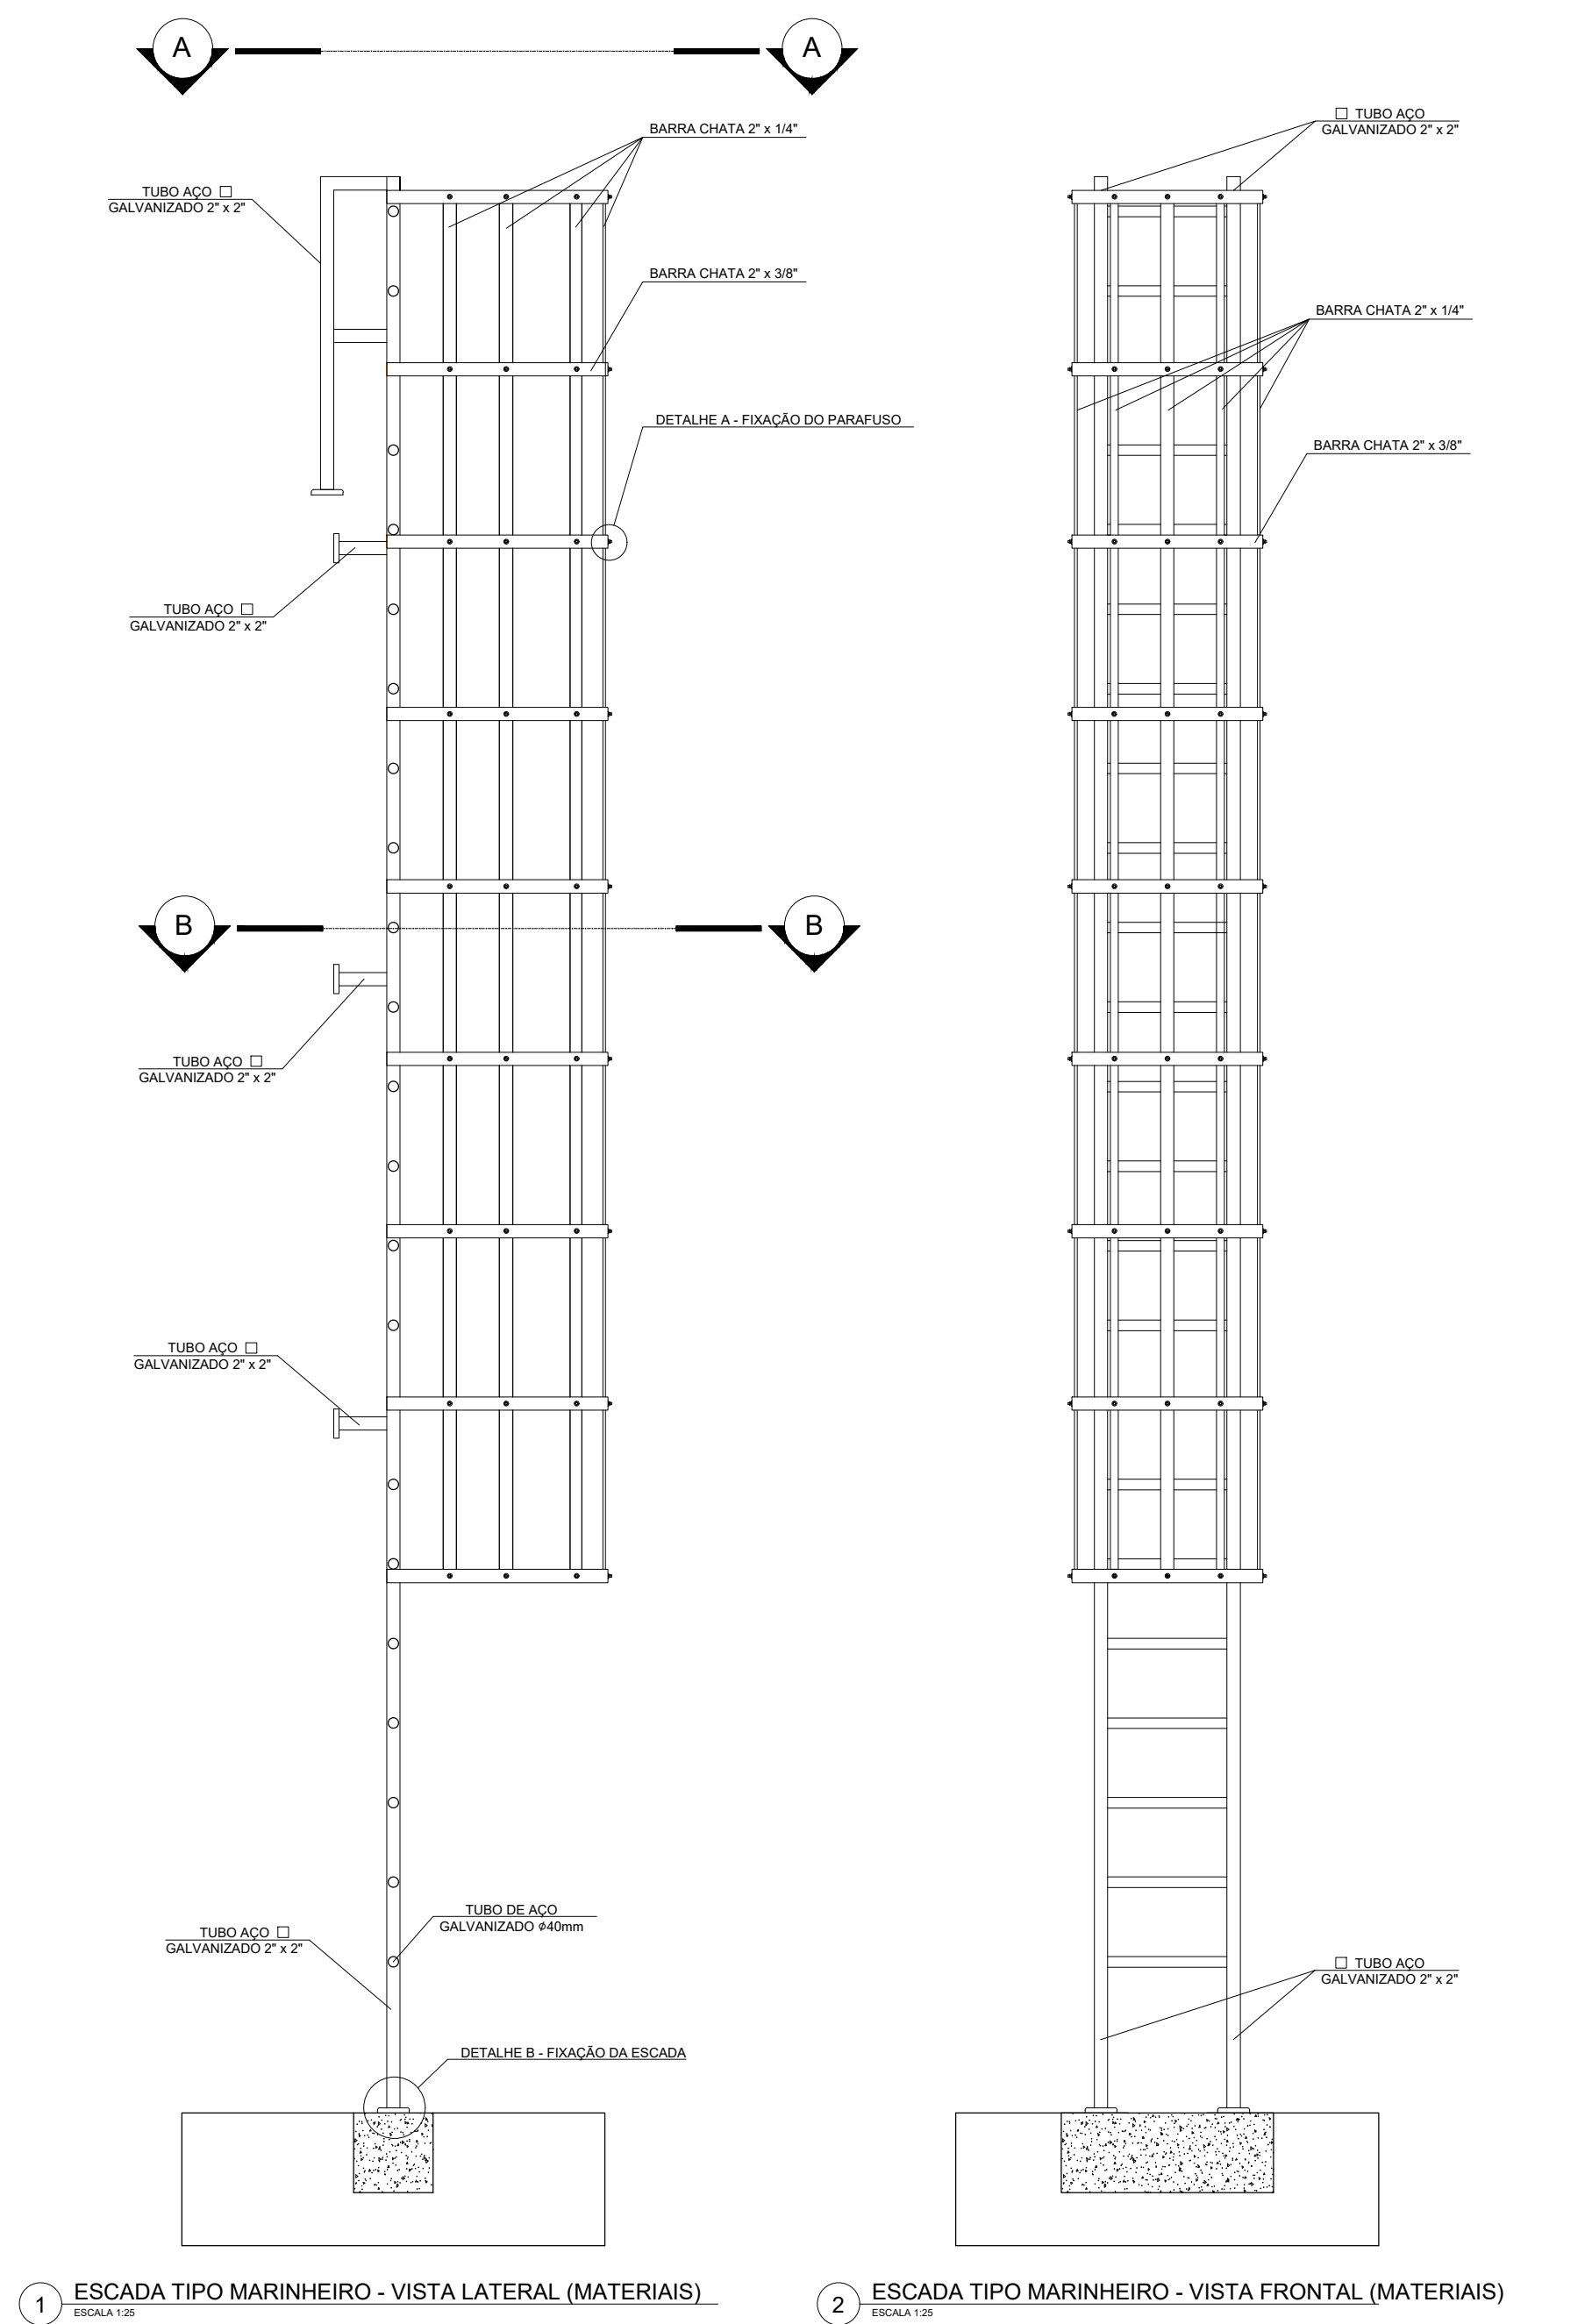 A
A
BARRA CHATA 2" x 1/4"
TUBO AÇO
GALVANIZADO 2" x 2"
BARRA CHATA 2" x 3/8"
DETALHE A - FIXAÇÃO DO PARAFUSO
TUBO AÇO
GALVANIZADO 2" x 2"
B
B
TUBO AÇO
GALVANIZADO 2" x 2"
TUBO AÇO
GALVANIZADO 2" x 2"
TUBO DE AÇO
GALVANIZADO ⌀40mm
TUBO AÇO
GALVANIZADO 2" x 2"
DETALHE B - FIXAÇÃO DA ESCADA
1
ESCADA TIPO MARINHEIRO - VISTA LATERAL (MATERIAIS)
ESCALA 1:25
TUBO AÇO
GALVANIZADO 2" x 2"
BARRA CHATA 2" x 1/4"
BARRA CHATA 2" x 3/8"
TUBO AÇO
GALVANIZADO 2" x 2"
2
ESCADA TIPO MARINHEIRO - VISTA FRONTAL (MATERIAIS)
ESCALA 1:25